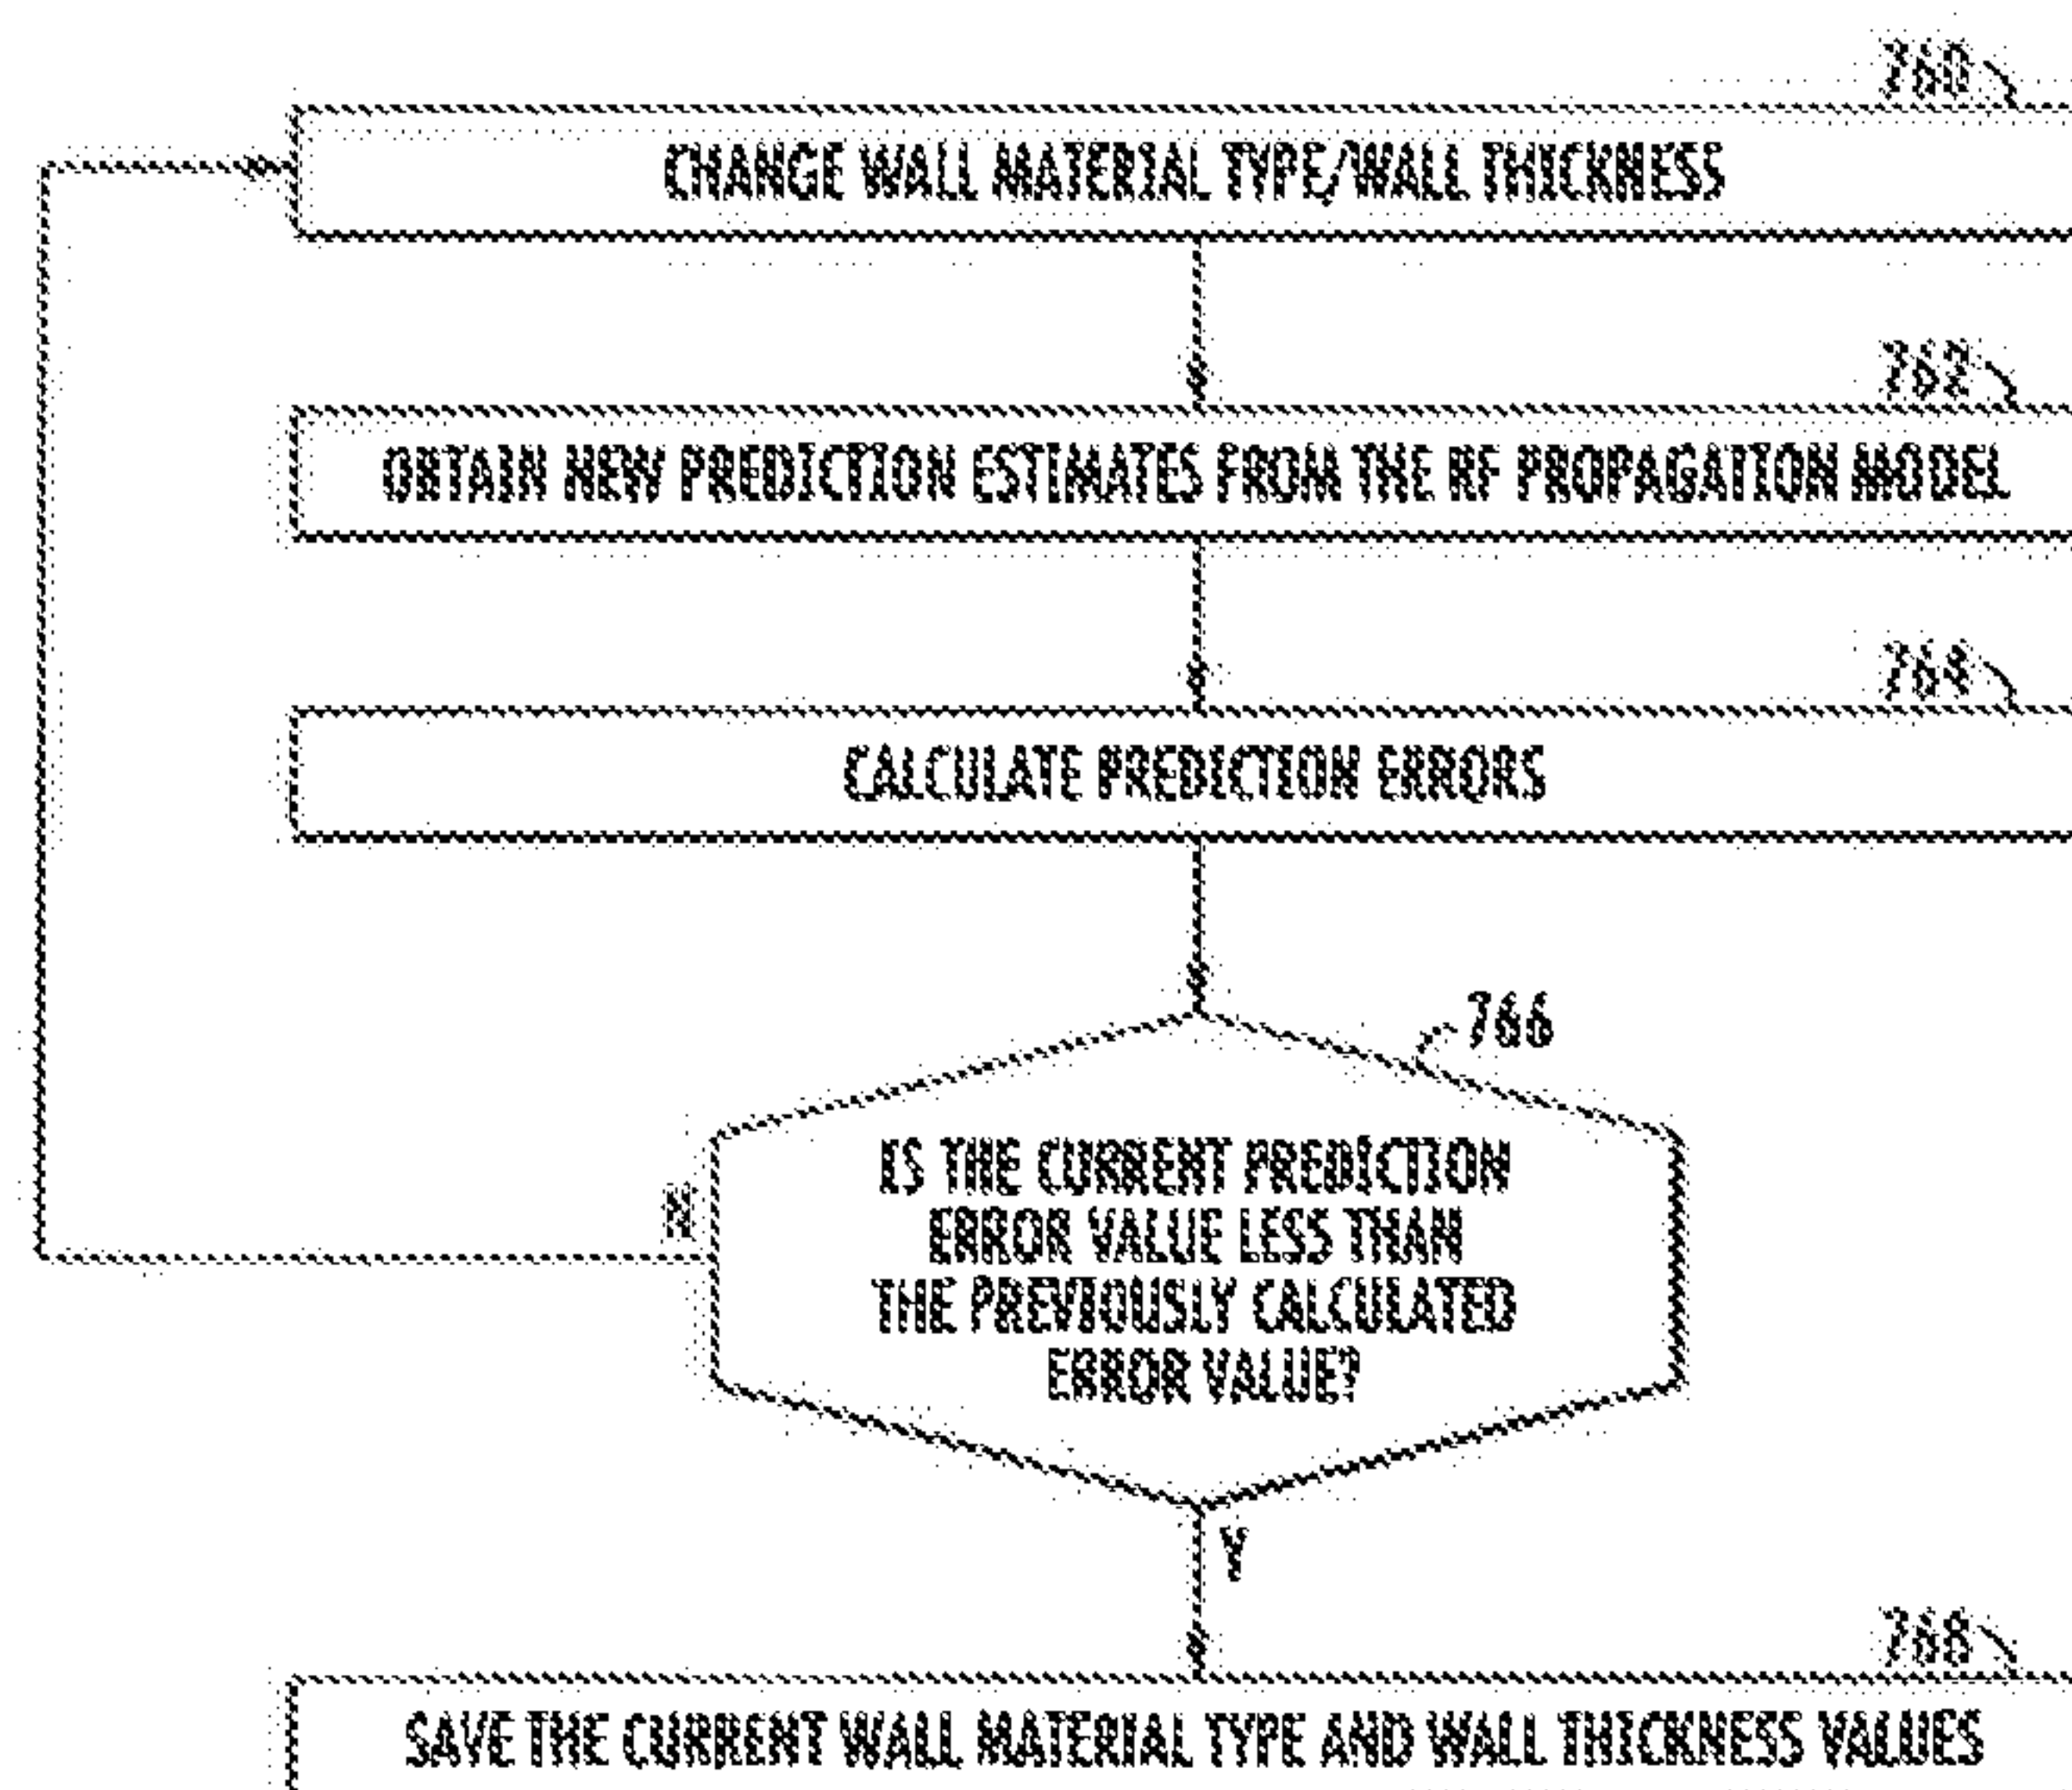 760
CHANGE WALL MATERIAL TYPE/WALL THICKNESS
762
OBTAIN NEW PREDICTION ESTIMATES FROM THE RF PROPAGATION MODEL
764
CALCULATE PREDICTION ERRORS
766
IS THE CURRENT PREDICTION
ERROR VALUE LESS THAN
THE PREVIOUSLY CALCULATED
ERROR VALUE?
N
Y
768
SAVE THE CURRENT WALL MATERIAL TYPE AND WALL THICKNESS VALUES